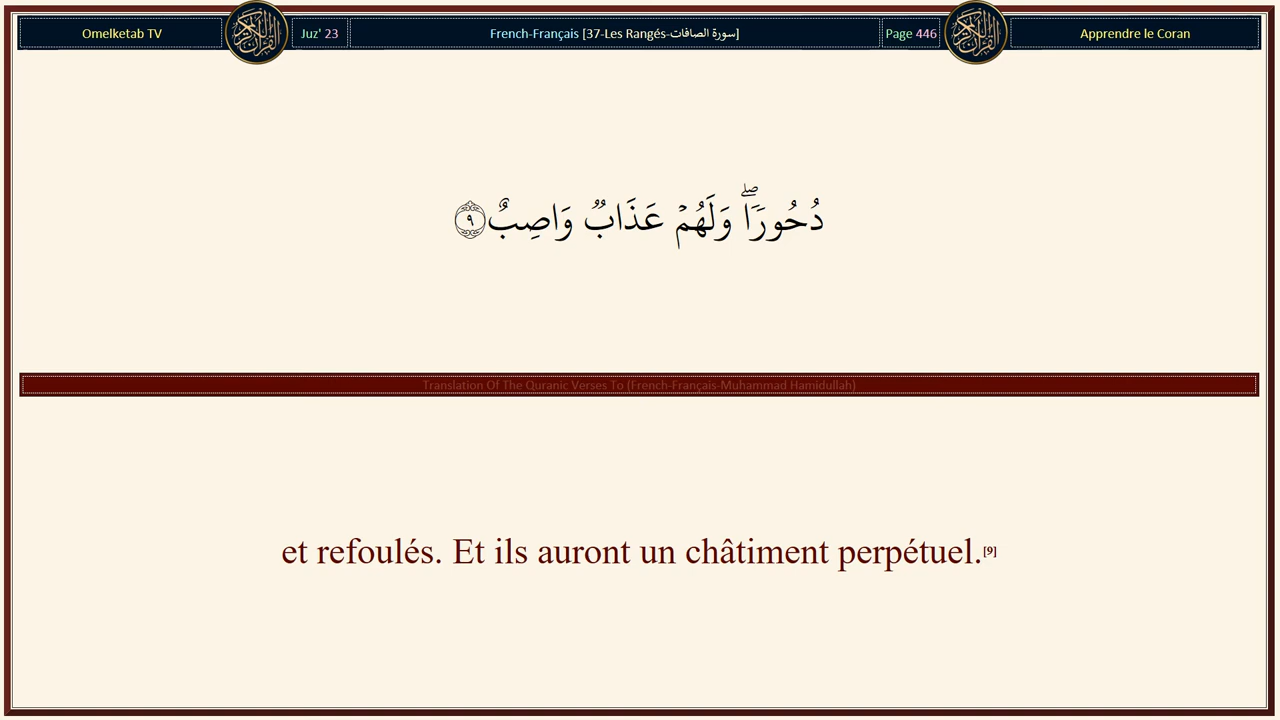 Omelketab TV
Juz' 23
French-Français [37-Les Rangés-سورة الصافات]
Page 446
Apprendre le Coran
دُحُورٗاۖ وَلَهُمۡ عَذَابٞ وَاصِبٌ ٩
Translation Of The Quranic Verses To (French-Français-Muhammad Hamidullah)
et refoulés. Et ils auront un châtiment perpétuel.[9]